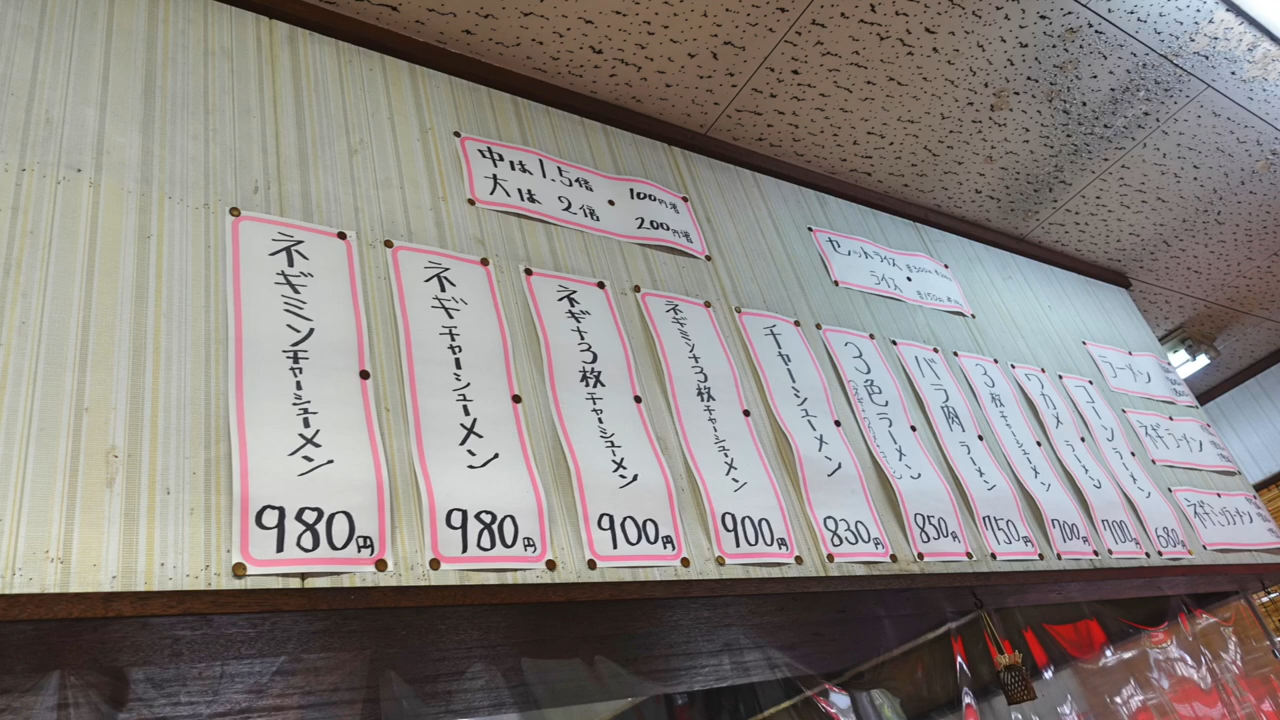 中は1.5倍 100円増
大は2倍 200円増
セットライス
ライス
ネギミソチャーシューメン
980円
ネギチャーシューメン
980円
ネギ+3枚チャーシューメン
900円
ネギミソ+3枚チャーシューメン
900円
チャーシューメン
830円
3色ラーメン
850円
バラ肉ラーメン
750円
3枚チャーシューメン
700円
ワカメラーメン
700円
コーンラーメン
680円
ラーメン
ネギラーメン
ネギミソラーメン